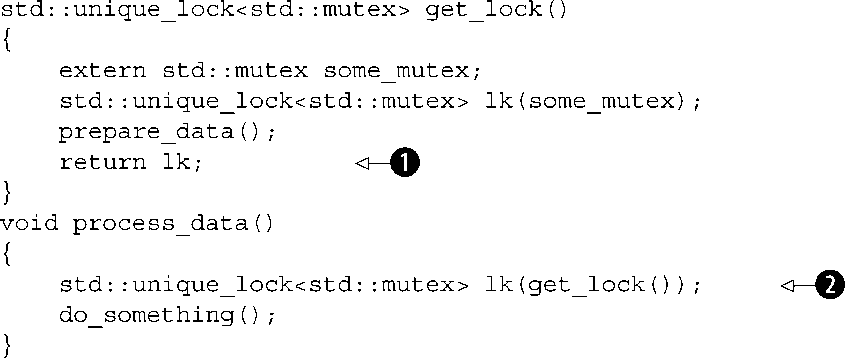 std::unique_lock<std::mutex> get_lock()
{
    extern std::mutex some_mutex;
    std::unique_lock<std::mutex> lk(some_mutex);
    prepare_data();
    return lk; 1
}
void process_data()
{
    std::unique_lock<std::mutex> lk(get_lock()); 2
    do_something();
}